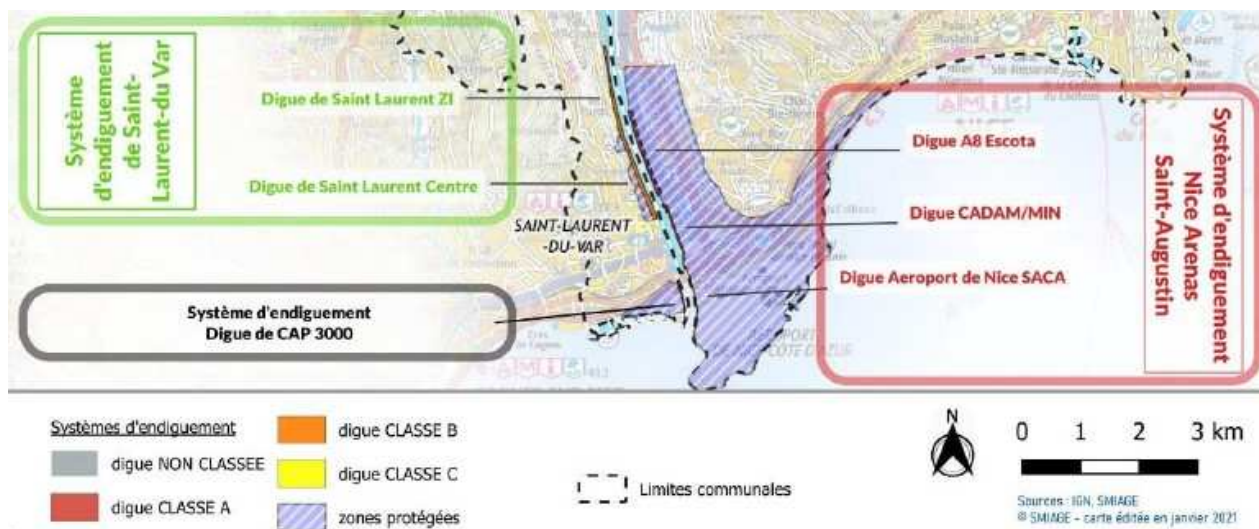 Système
d'endiguement
de Saint-
Laurent-du Var
Digue de Saint Laurent ZI
Digue de Saint Laurent Centre
SAINT-LAURENT
-DU-VAR
Système d'endiguement
Digue de CAP 3000
Digue A8 Escota
Digue CADAM/MIN
Digue Aeroport de Nice SACA
Système d'endiguement
Nice Arenas
Saint-Augustin
Systèmes d'endiguement
digue NON CLASSEE
digue CLASSE A
digue CLASSE B
digue CLASSE C
zones protégées
Limites communales
N
0 1 2 3 km
Sources : IGN, SMIAGE
© SMIAGE - carte éditée en janvier 2021